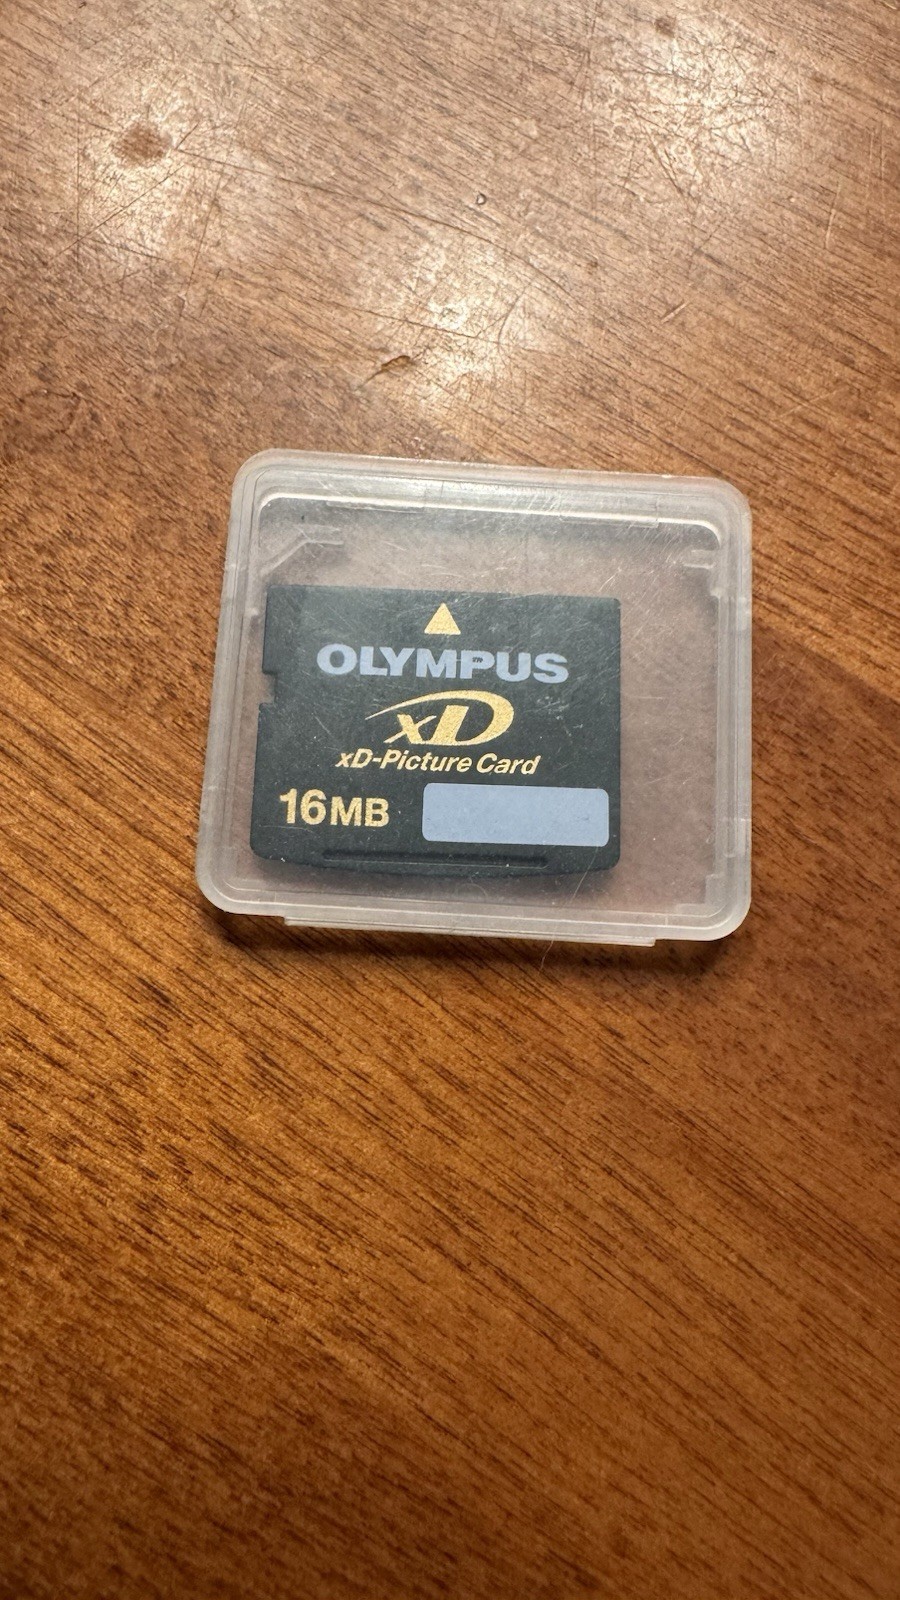 OLYMPUS
xD
xD-Picture Card
16MB